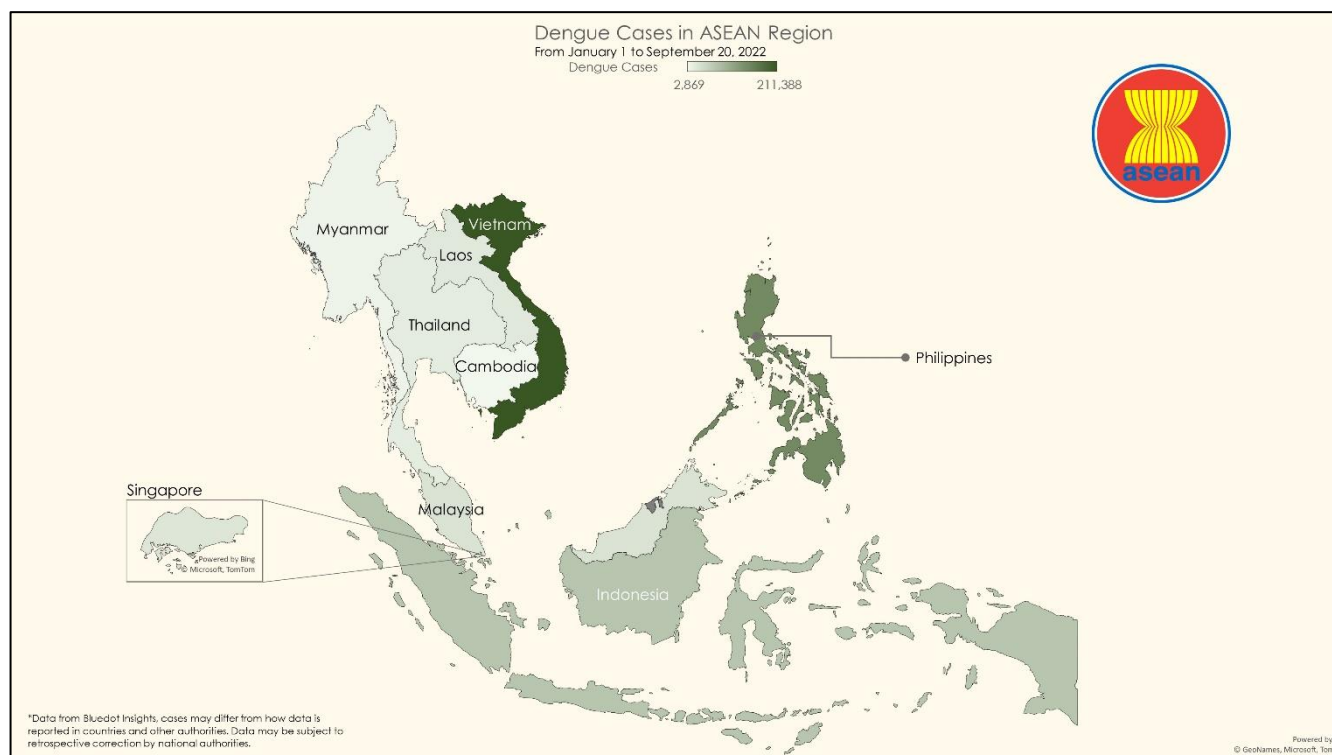 Dengue Cases in ASEAN Region
From January 1 to September 20, 2022
Dengue Cases
2,869 211,388
asean
Myanmar
Vietnam
Laos
Thailand
Cambodia
Philippines
Singapore
Powered by Bing
© Microsoft, TomTom
Malaysia
Indonesia
*Data from Bluedot Insights, cases may differ from how data is
reported in countries and other authorities. Data may be subject to
retrospective correction by national authorities.
Powered by
© GeoNames, Microsoft, Tom